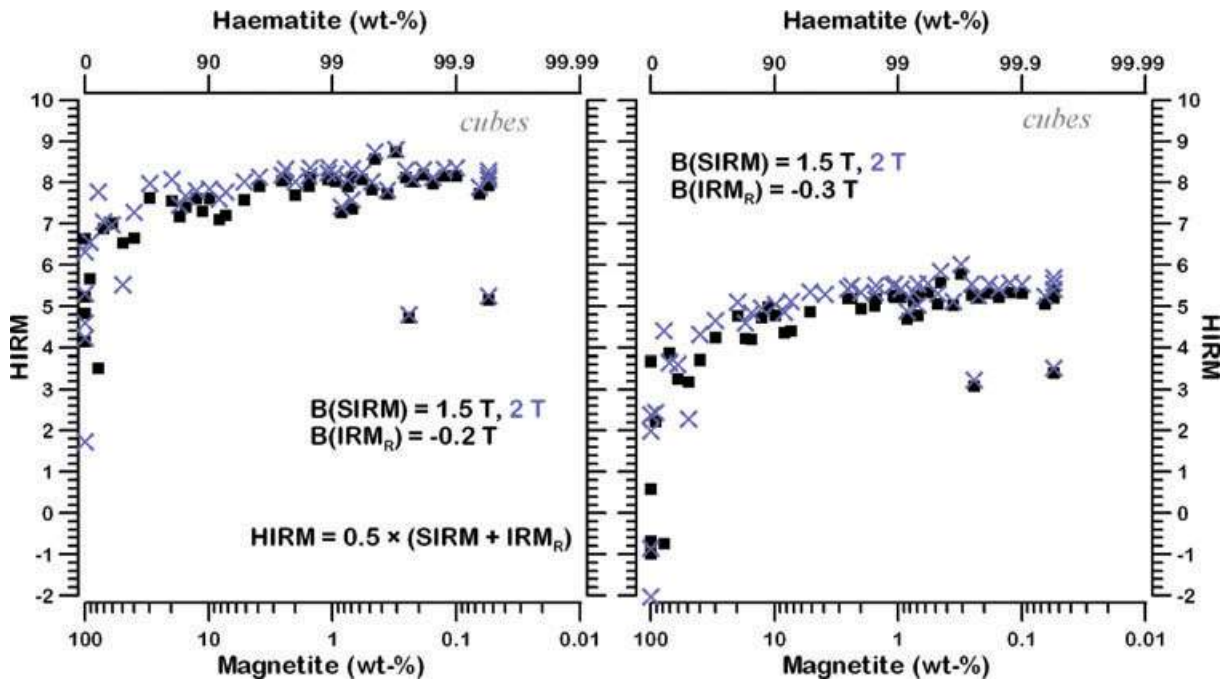 Haematite (wt-%)
0 90 99 99.9 99.99
10
9
8
7
6
5
4
3
2
1
0
-1
-2
HIRM
cubes
B(SIRM) = 1.5 T, 2 T
B(IRM_R) = -0.2 T
HIRM = 0.5 × (SIRM + IRM_R)
100 10 1 0.1 0.01
Magnetite (wt-%)
Haematite (wt-%)
0 90 99 99.9 99.99
cubes
B(SIRM) = 1.5 T, 2 T
B(IRM_R) = -0.3 T
10
9
8
7
6
5
4
3
2
1
0
-1
-2
HIRM
100 10 1 0.1 0.01
Magnetite (wt-%)